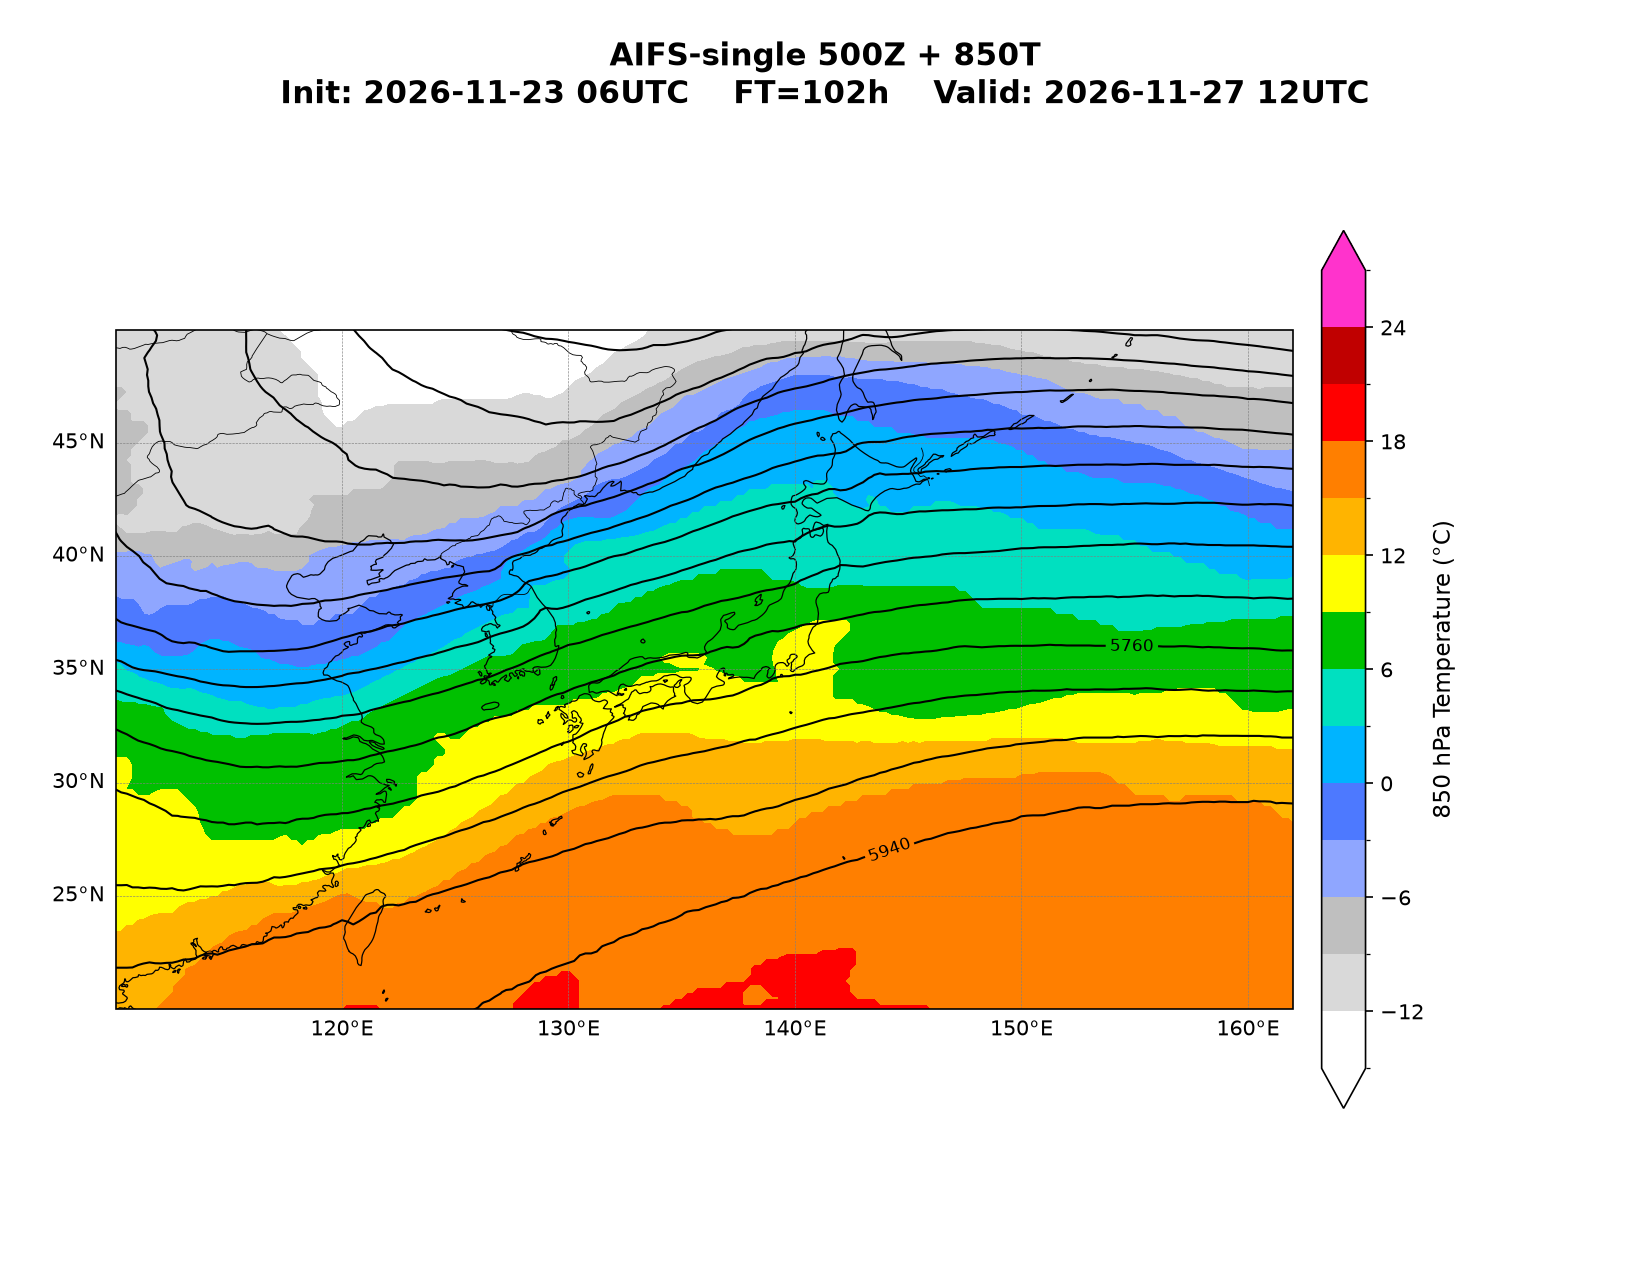 AIFS-single 500Z + 850T
Init: 2026-11-23 06UTC    FT=102h    Valid: 2026-11-27 12UTC
45°N
40°N
35°N
30°N
25°N
120°E
130°E
140°E
150°E
160°E
5760
5940
24
18
12
6
0
−6
−12
850 hPa Temperature (°C)